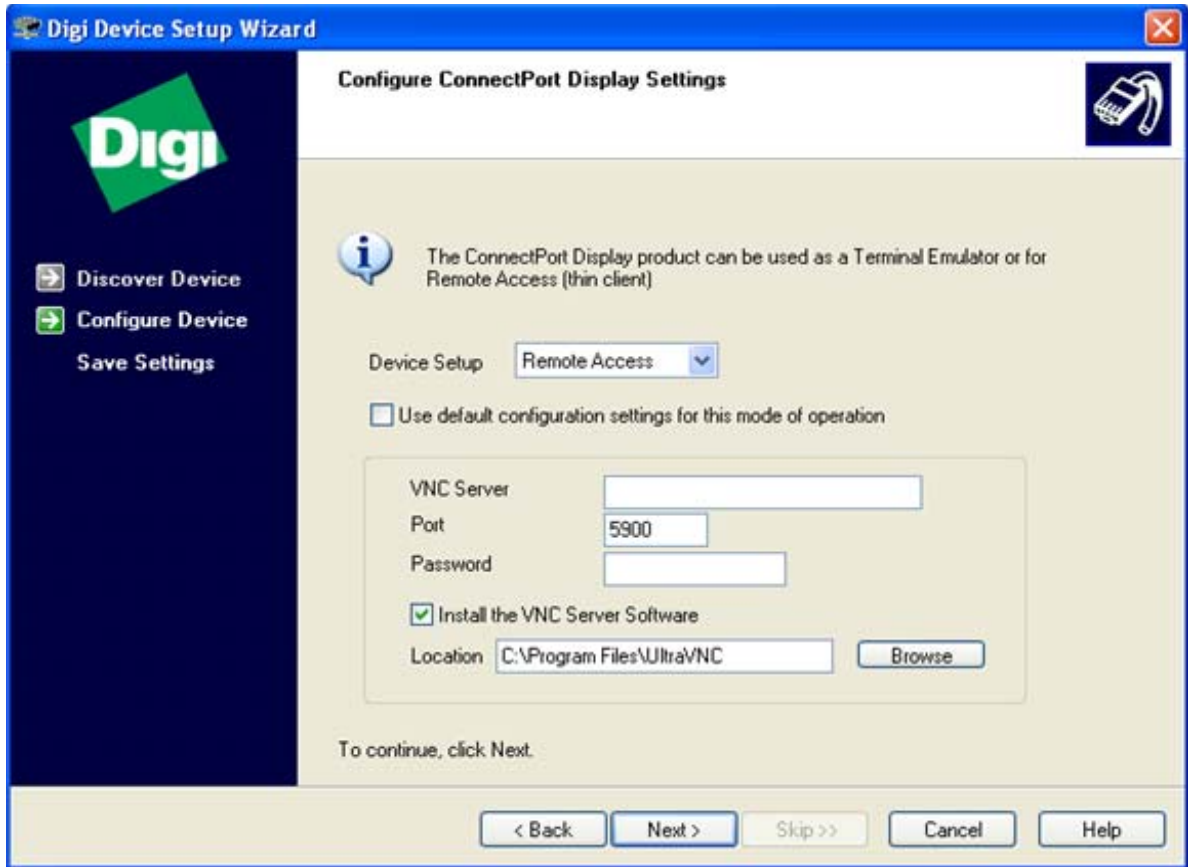 Digi Device Setup Wizard
Configure ConnectPort Display Settings
Digi
Discover Device
Configure Device
Save Settings
The ConnectPort Display product can be used as a Terminal Emulator or for
Remote Access (thin client)
Device Setup Remote Access
Use default configuration settings for this mode of operation
VNC Server
Port 5900
Password
Install the VNC Server Software
Location C:\Program Files\UltraVNC Browse
To continue, click Next.
< Back Next > Skip >> Cancel Help